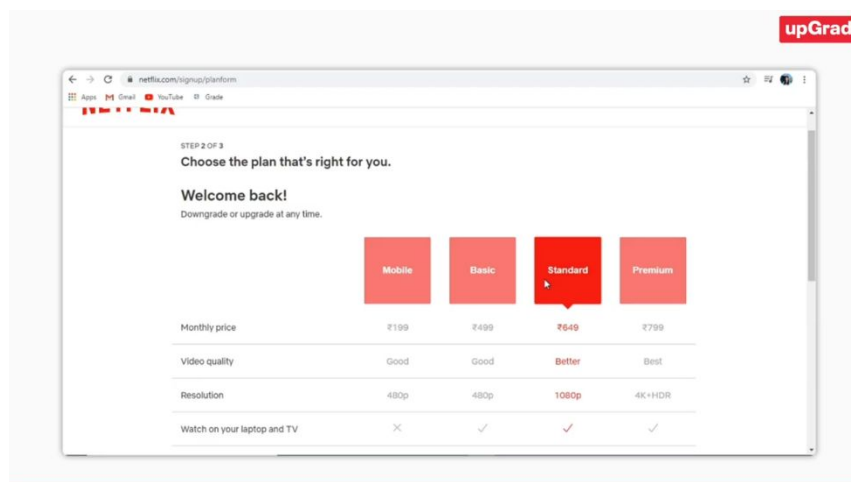 upGrad
netflix.com/signup/planform
Apps Gmail YouTube Grade
NETFLIX
STEP 2 OF 3
Choose the plan that's right for you.
Welcome back!
Downgrade or upgrade at any time.
Mobile Basic Standard Premium
Monthly price ₹199 ₹499 ₹649 ₹799
Video quality Good Good Better Best
Resolution 480p 480p 1080p 4K+HDR
Watch on your laptop and TV